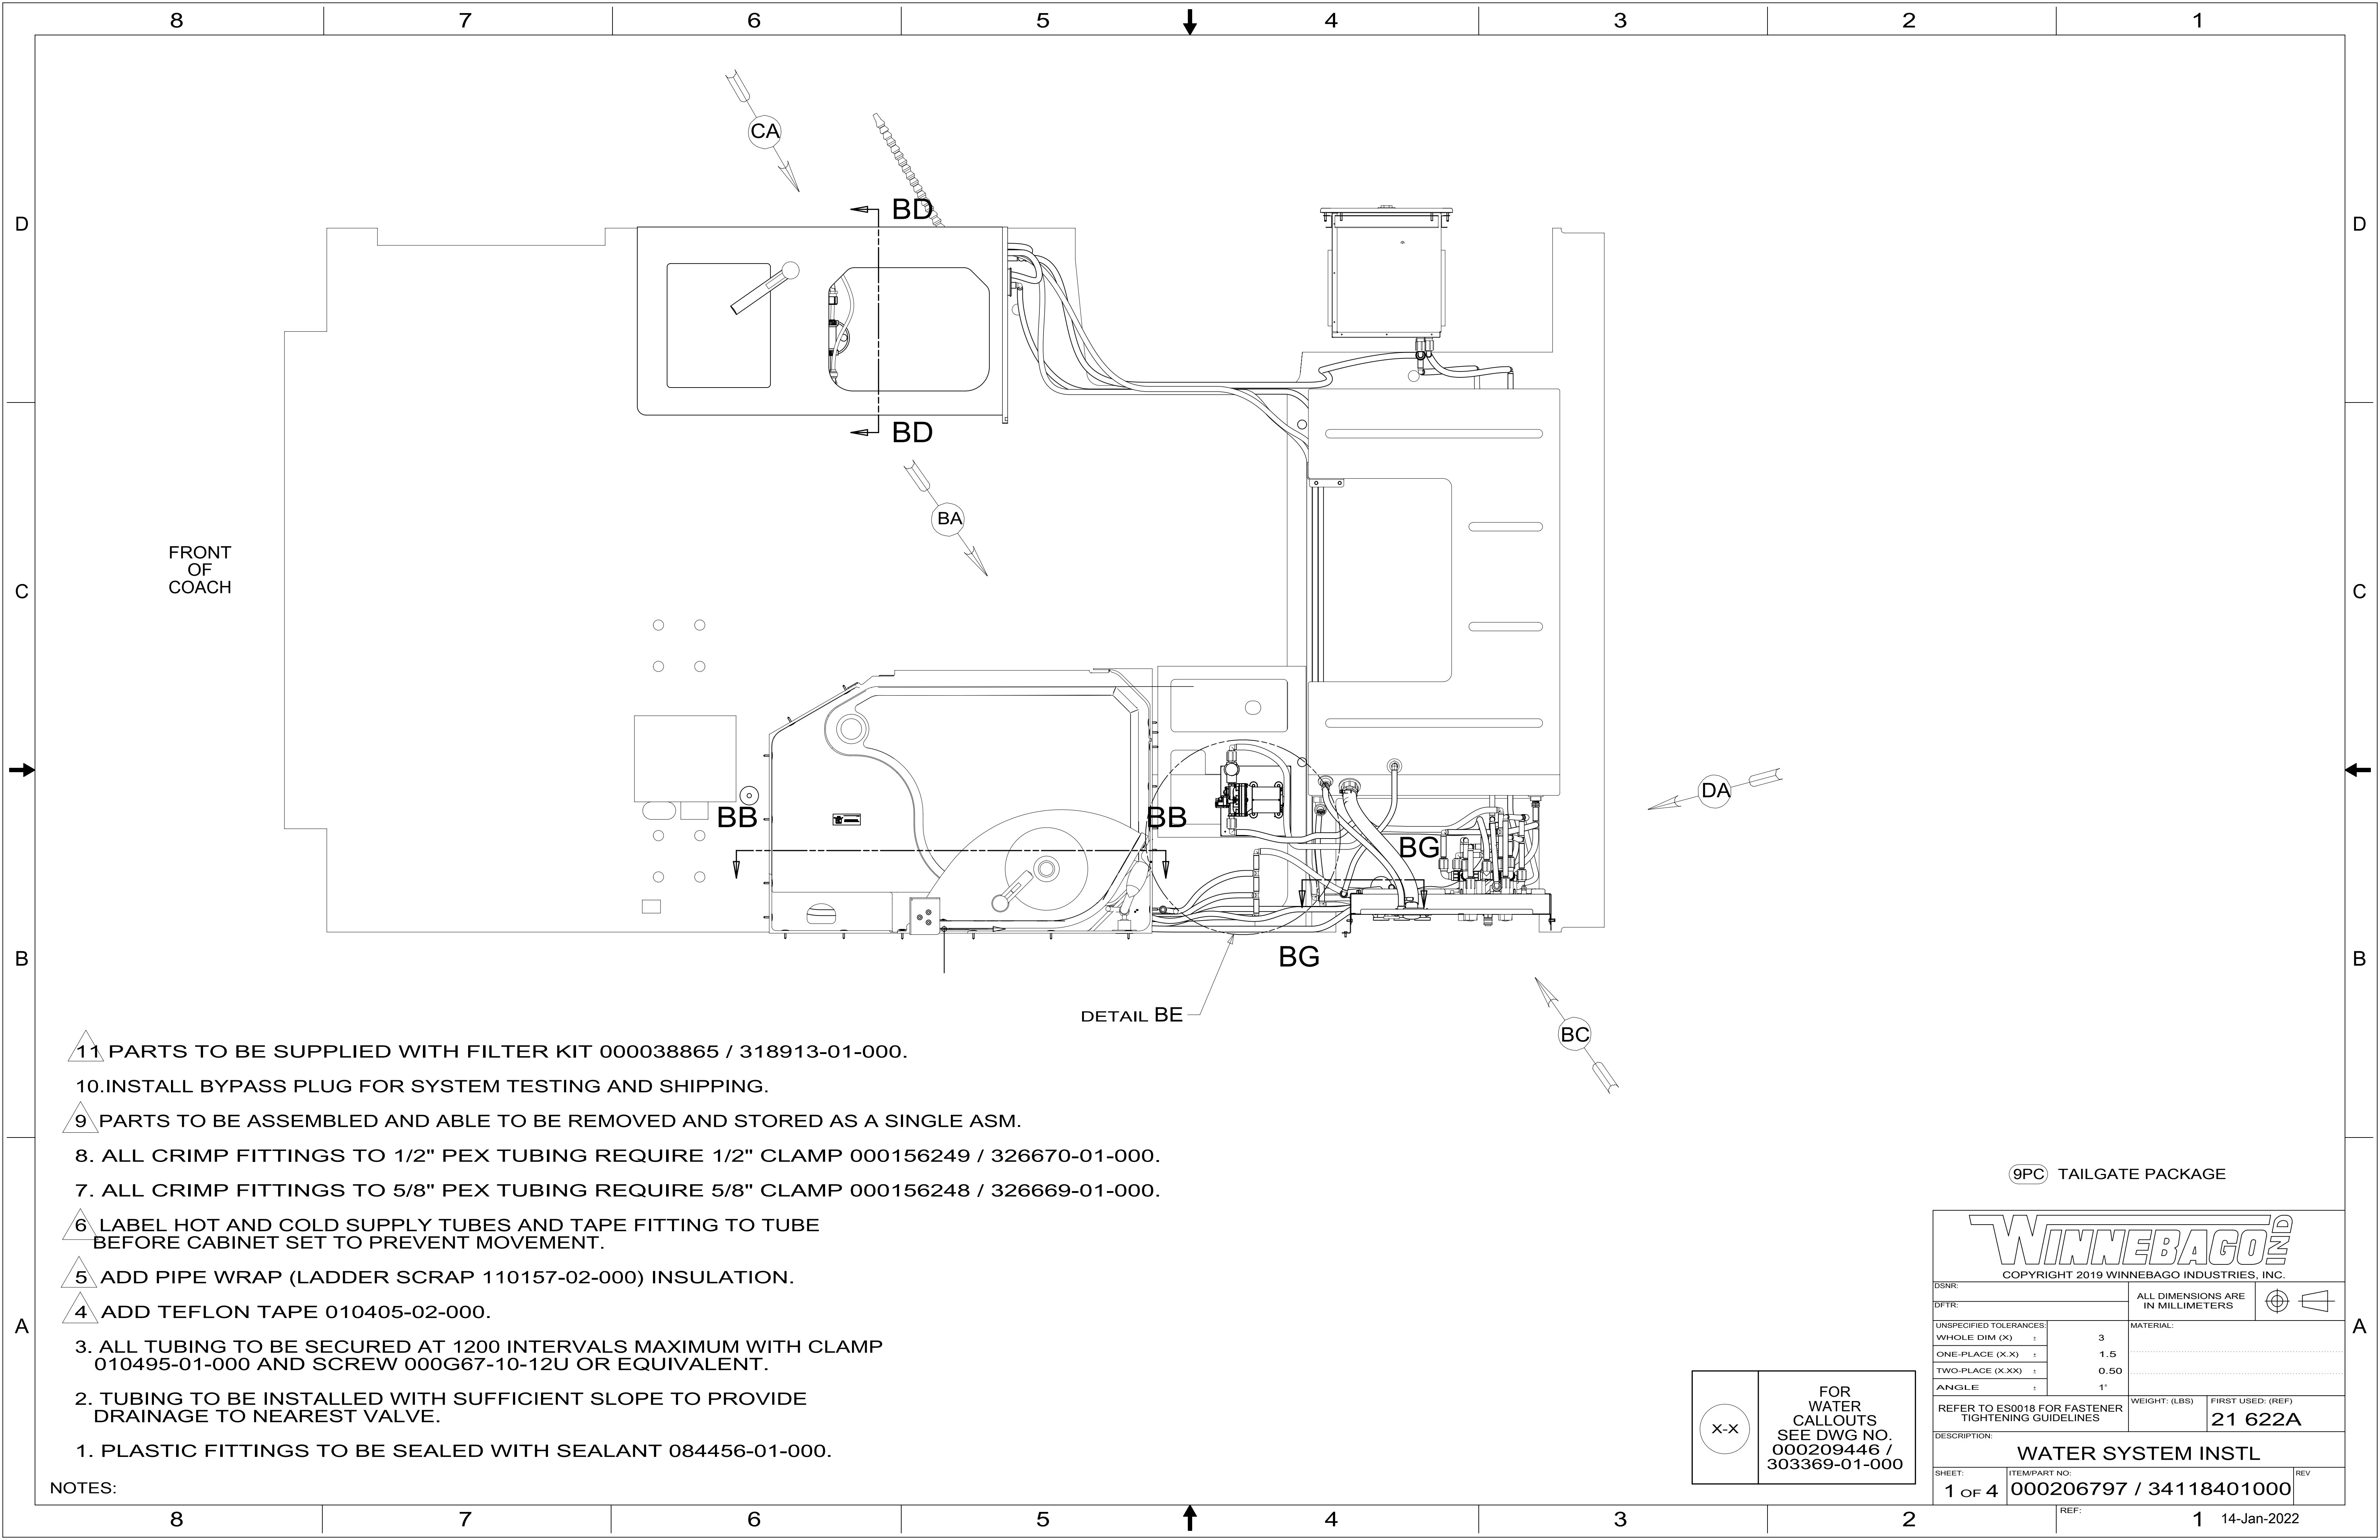 8 7 6 5 4 3 2 1
D
D
C
C
B
B
A
A
CA
BD
BD
BA
FRONT
OF
COACH
DA
BB
BB
BG
BG
DETAIL BE
BC
11 PARTS TO BE SUPPLIED WITH FILTER KIT 000038865 / 318913-01-000.
10.INSTALL BYPASS PLUG FOR SYSTEM TESTING AND SHIPPING.
9 PARTS TO BE ASSEMBLED AND ABLE TO BE REMOVED AND STORED AS A SINGLE ASM.
8. ALL CRIMP FITTINGS TO 1/2" PEX TUBING REQUIRE 1/2" CLAMP 000156249 / 326670-01-000.
7. ALL CRIMP FITTINGS TO 5/8" PEX TUBING REQUIRE 5/8" CLAMP 000156248 / 326669-01-000.
6 LABEL HOT AND COLD SUPPLY TUBES AND TAPE FITTING TO TUBE
BEFORE CABINET SET TO PREVENT MOVEMENT.
5 ADD PIPE WRAP (LADDER SCRAP 110157-02-000) INSULATION.
4 ADD TEFLON TAPE 010405-02-000.
3. ALL TUBING TO BE SECURED AT 1200 INTERVALS MAXIMUM WITH CLAMP
010495-01-000 AND SCREW 000G67-10-12U OR EQUIVALENT.
2. TUBING TO BE INSTALLED WITH SUFFICIENT SLOPE TO PROVIDE
DRAINAGE TO NEAREST VALVE.
1. PLASTIC FITTINGS TO BE SEALED WITH SEALANT 084456-01-000.
NOTES:
9PC TAILGATE PACKAGE
X-X
FOR
WATER
CALLOUTS
SEE DWG NO.
000209446 /
303369-01-000
WINNEBAGO IND
COPYRIGHT 2019 WINNEBAGO INDUSTRIES, INC.
DSNR:
DFTR:
ALL DIMENSIONS ARE
IN MILLIMETERS
UNSPECIFIED TOLERANCES:
WHOLE DIM (X) ± 3
ONE-PLACE (X.X) ± 1.5
TWO-PLACE (X.XX) ± 0.50
ANGLE ± 1°
MATERIAL:
REFER TO ES0018 FOR FASTENER
TIGHTENING GUIDELINES
WEIGHT: (LBS)
FIRST USED: (REF)
21 622A
DESCRIPTION:
WATER SYSTEM INSTL
SHEET:
1 OF 4
ITEM/PART NO:
000206797 / 34118401000
REV
REF:
14-Jan-2022
8 7 6 5 4 3 2 1